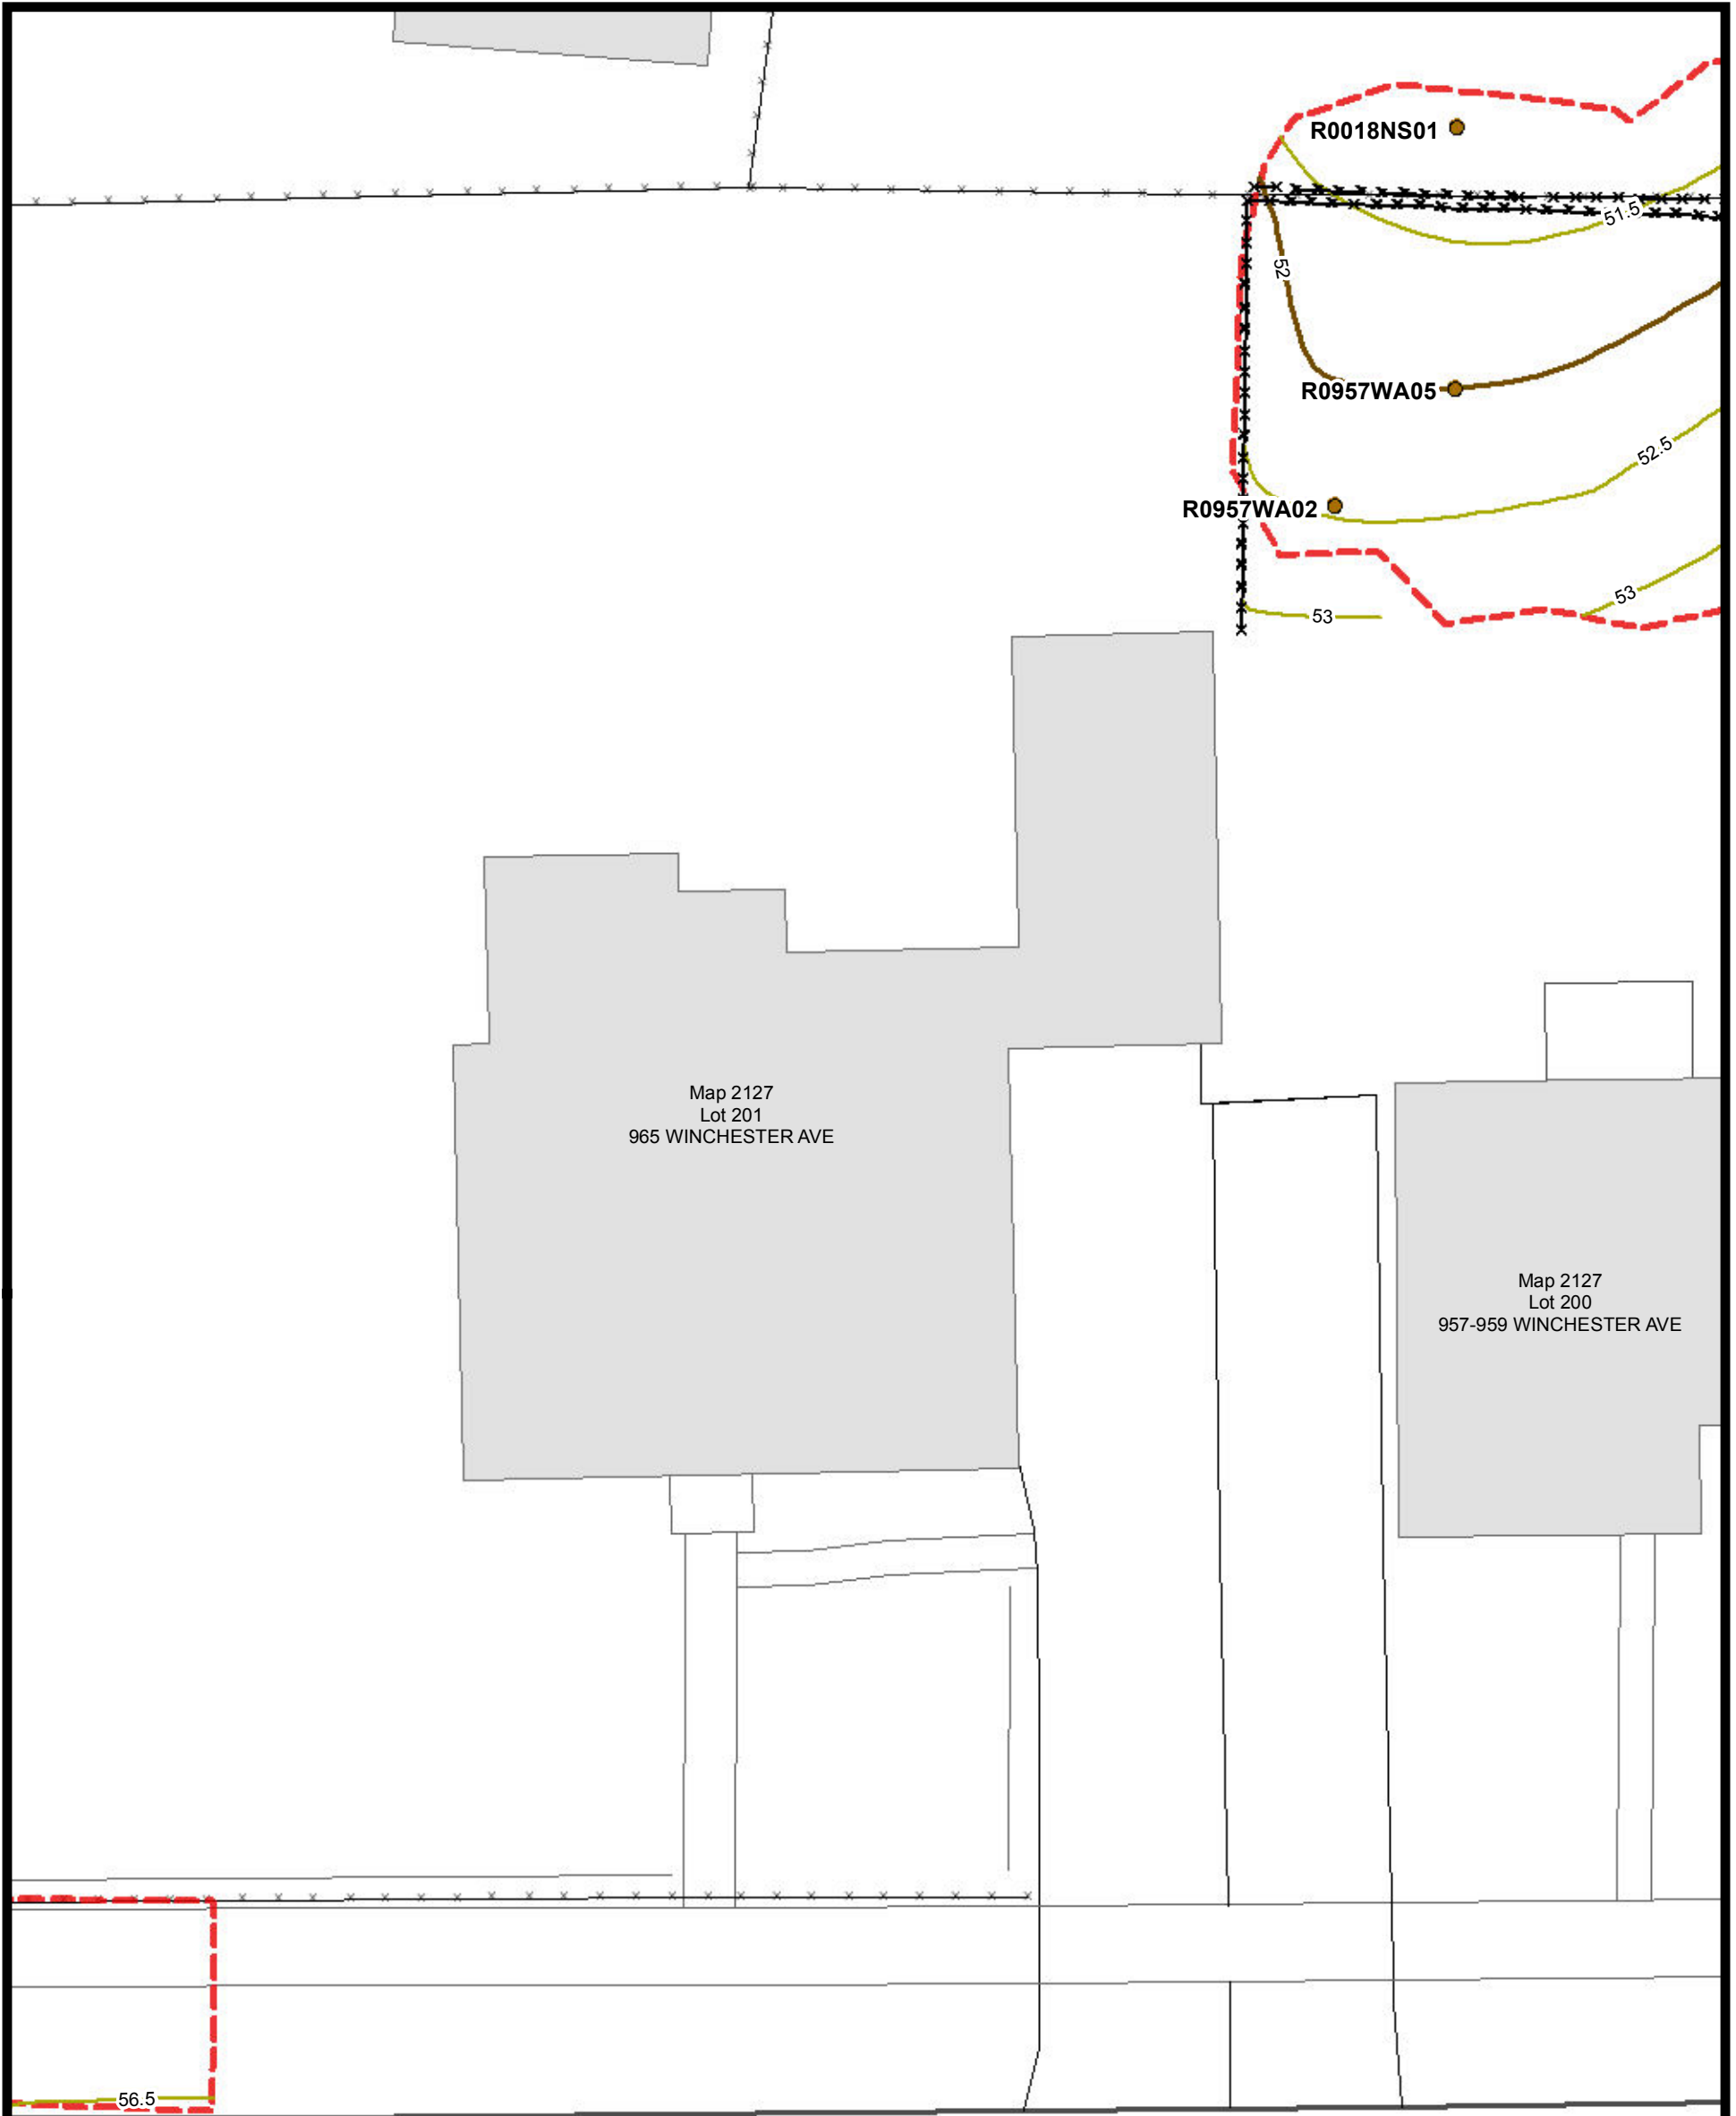 R0018NS01
51.5
52
R0957WA05
52.5
R0957WA02
53
53
Map 2127
Lot 201
965 WINCHESTER AVE
Map 2127
Lot 200
957-959 WINCHESTER AVE
56.5